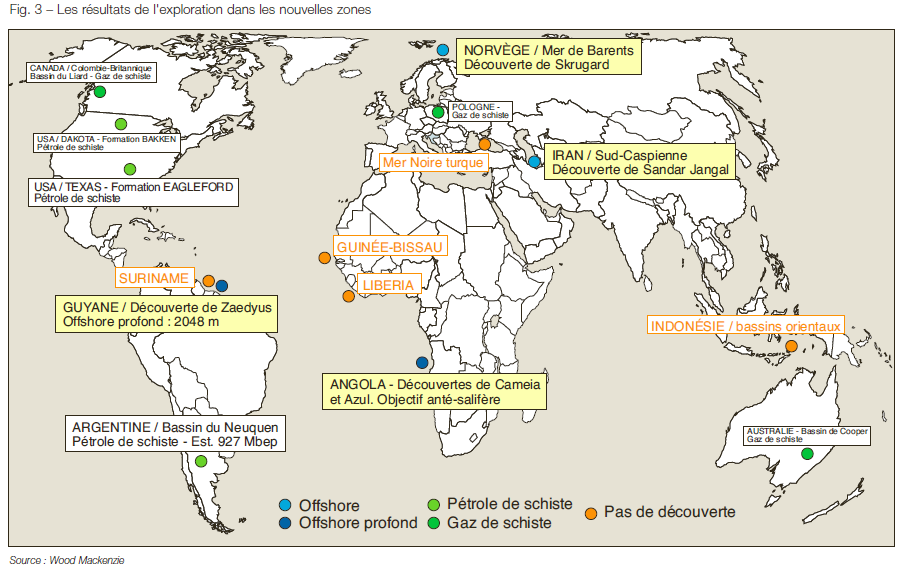 Fig. 3 – Les résultats de l'exploration dans les nouvelles zones
NORVÈGE / Mer de Barents
Découverte de Skrugard
CANADA / Colombie-Britannique
Bassin du Liard - Gaz de schiste
POLOGNE -
Gaz de schiste
USA / DAKOTA - Formation BAKKEN
Pétrole de schiste
Mer Noire turque
IRAN / Sud-Caspienne
Découverte de Sandar Jangal
USA / TEXAS - Formation EAGLEFORD
Pétrole de schiste
GUINÉE-BISSAU
SURINAME
LIBERIA
GUYANE / Découverte de Zaedyus
Offshore profond : 2048 m
INDONÉSIE / bassins orientaux
ANGOLA - Découvertes de Cameia
et Azul. Objectif anté-salifère
ARGENTINE / Bassin du Neuquen
Pétrole de schiste - Est. 927 Mbep
AUSTRALIE - Bassin de Cooper
Gaz de schiste
Offshore
Offshore profond
Pétrole de schiste
Gaz de schiste
Pas de découverte
Source : Wood Mackenzie